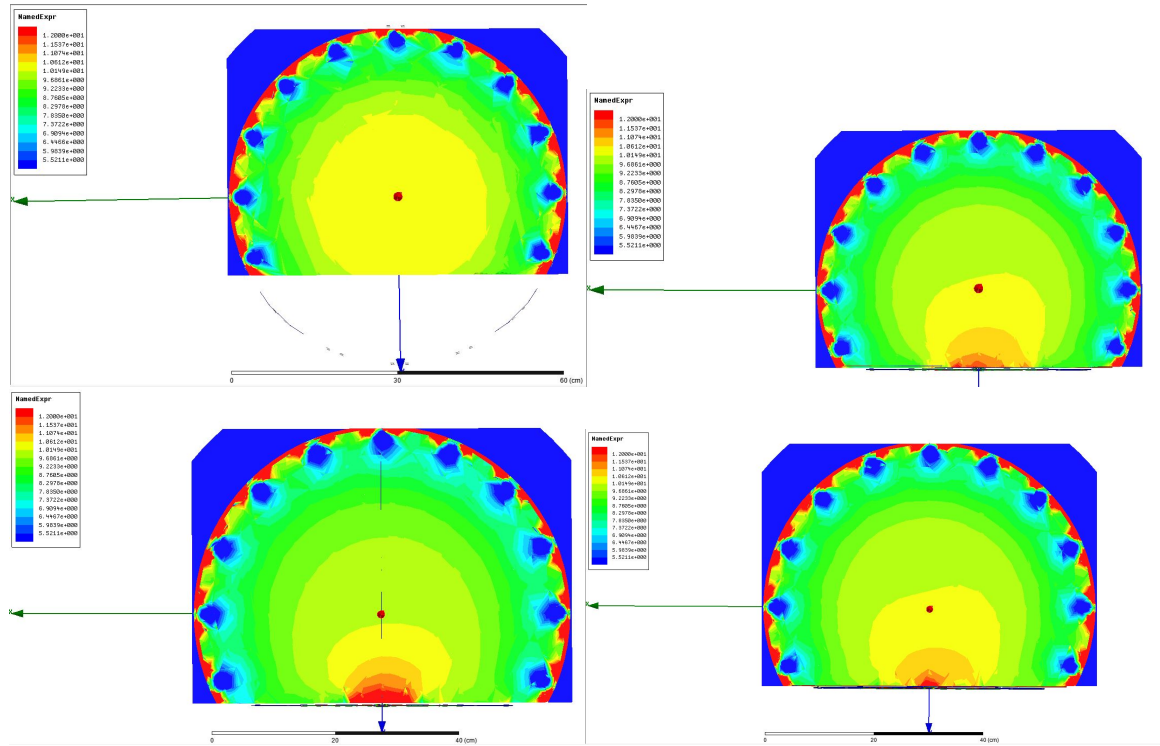 NamedExpr
1.2000e+001
1.1537e+001
1.1074e+001
1.0612e+001
1.0149e+001
9.6861e+000
9.2233e+000
8.7605e+000
8.2978e+000
7.8350e+000
7.3722e+000
6.9094e+000
6.4467e+000
5.9839e+000
5.5211e+000
X
0 30 60 (cm)
NamedExpr
1.2000e+001
1.1537e+001
1.1074e+001
1.0612e+001
1.0149e+001
9.6861e+000
9.2233e+000
8.7605e+000
8.2978e+000
7.8350e+000
7.3722e+000
6.9094e+000
6.4467e+000
5.9839e+000
5.5211e+000
NamedExpr
1.2000e+001
1.1537e+001
1.1074e+001
1.0612e+001
1.0149e+001
9.6861e+000
9.2233e+000
8.7605e+000
8.2978e+000
7.8350e+000
7.3722e+000
6.9094e+000
6.4467e+000
5.9839e+000
5.5211e+000
0 20 40 (cm)
NamedExpr
1.2000e+001
1.1537e+001
1.1074e+001
1.0612e+001
1.0149e+001
9.6861e+000
9.2233e+000
8.7605e+000
8.2978e+000
7.8350e+000
7.3722e+000
6.9094e+000
6.4467e+000
5.9839e+000
5.5211e+000
0 20 40 (cm)